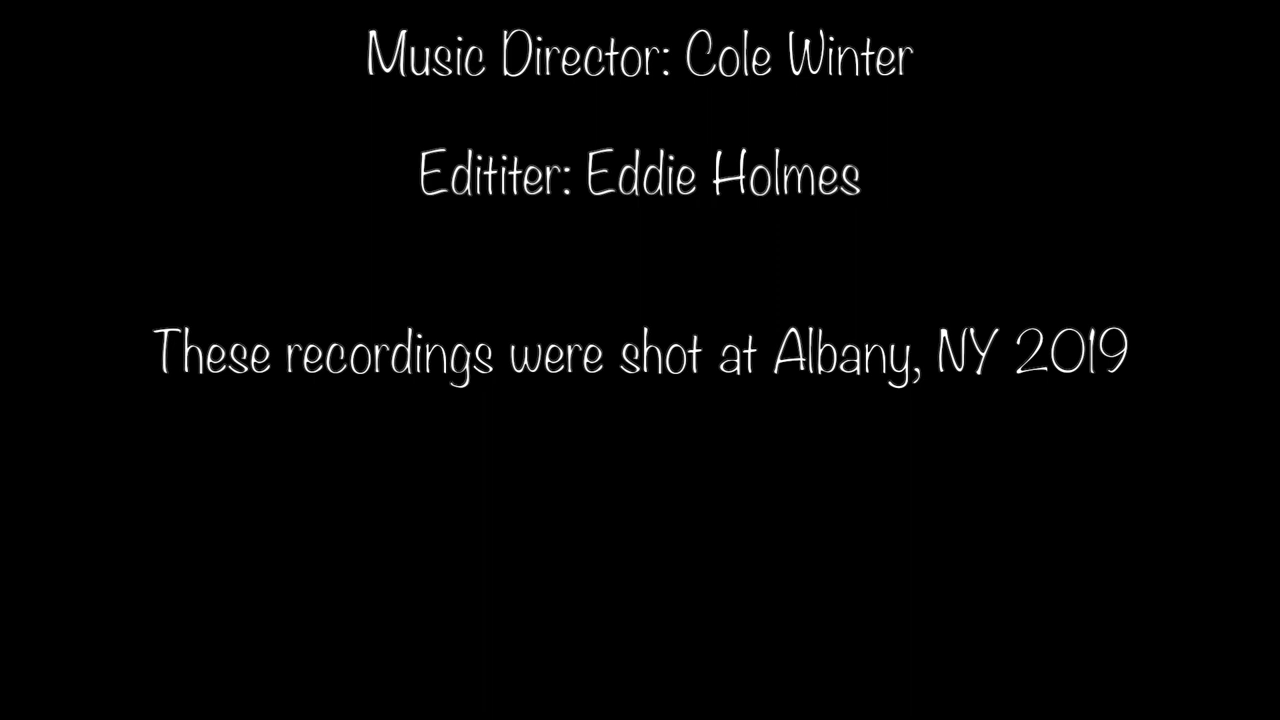 Music Director: Cole Winter
Edititer: Eddie Holmes
These recordings were shot at Albany, NY 2019